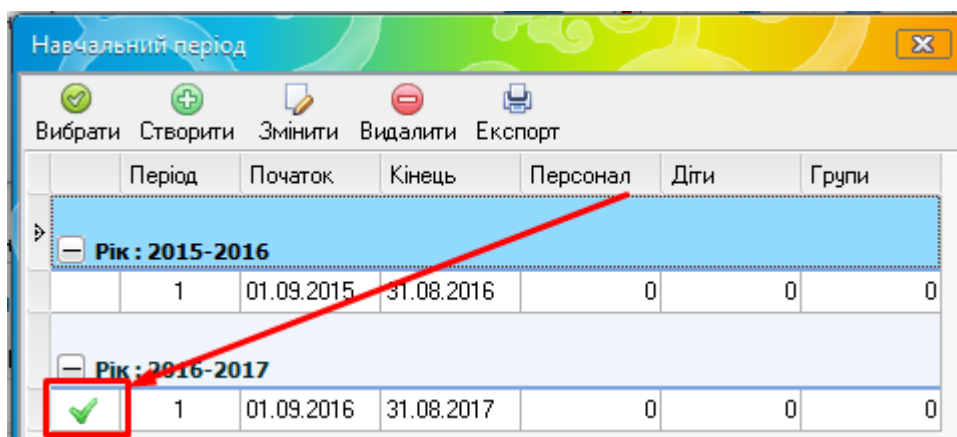 Навчальний період
Вибрати Створити Змінити Видалити Експорт
Період Початок Кінець Персонал Діти Групи
Рік : 2015-2016
1 01.09.2015 31.08.2016 0 0 0
Рік : 2016-2017
1 01.09.2016 31.08.2017 0 0 0